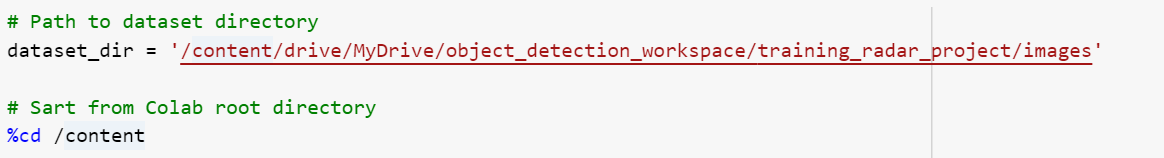 # Path to dataset directory
dataset_dir = '/content/drive/MyDrive/object_detection_workspace/training_radar_project/images'
# Sart from Colab root directory
%cd /content